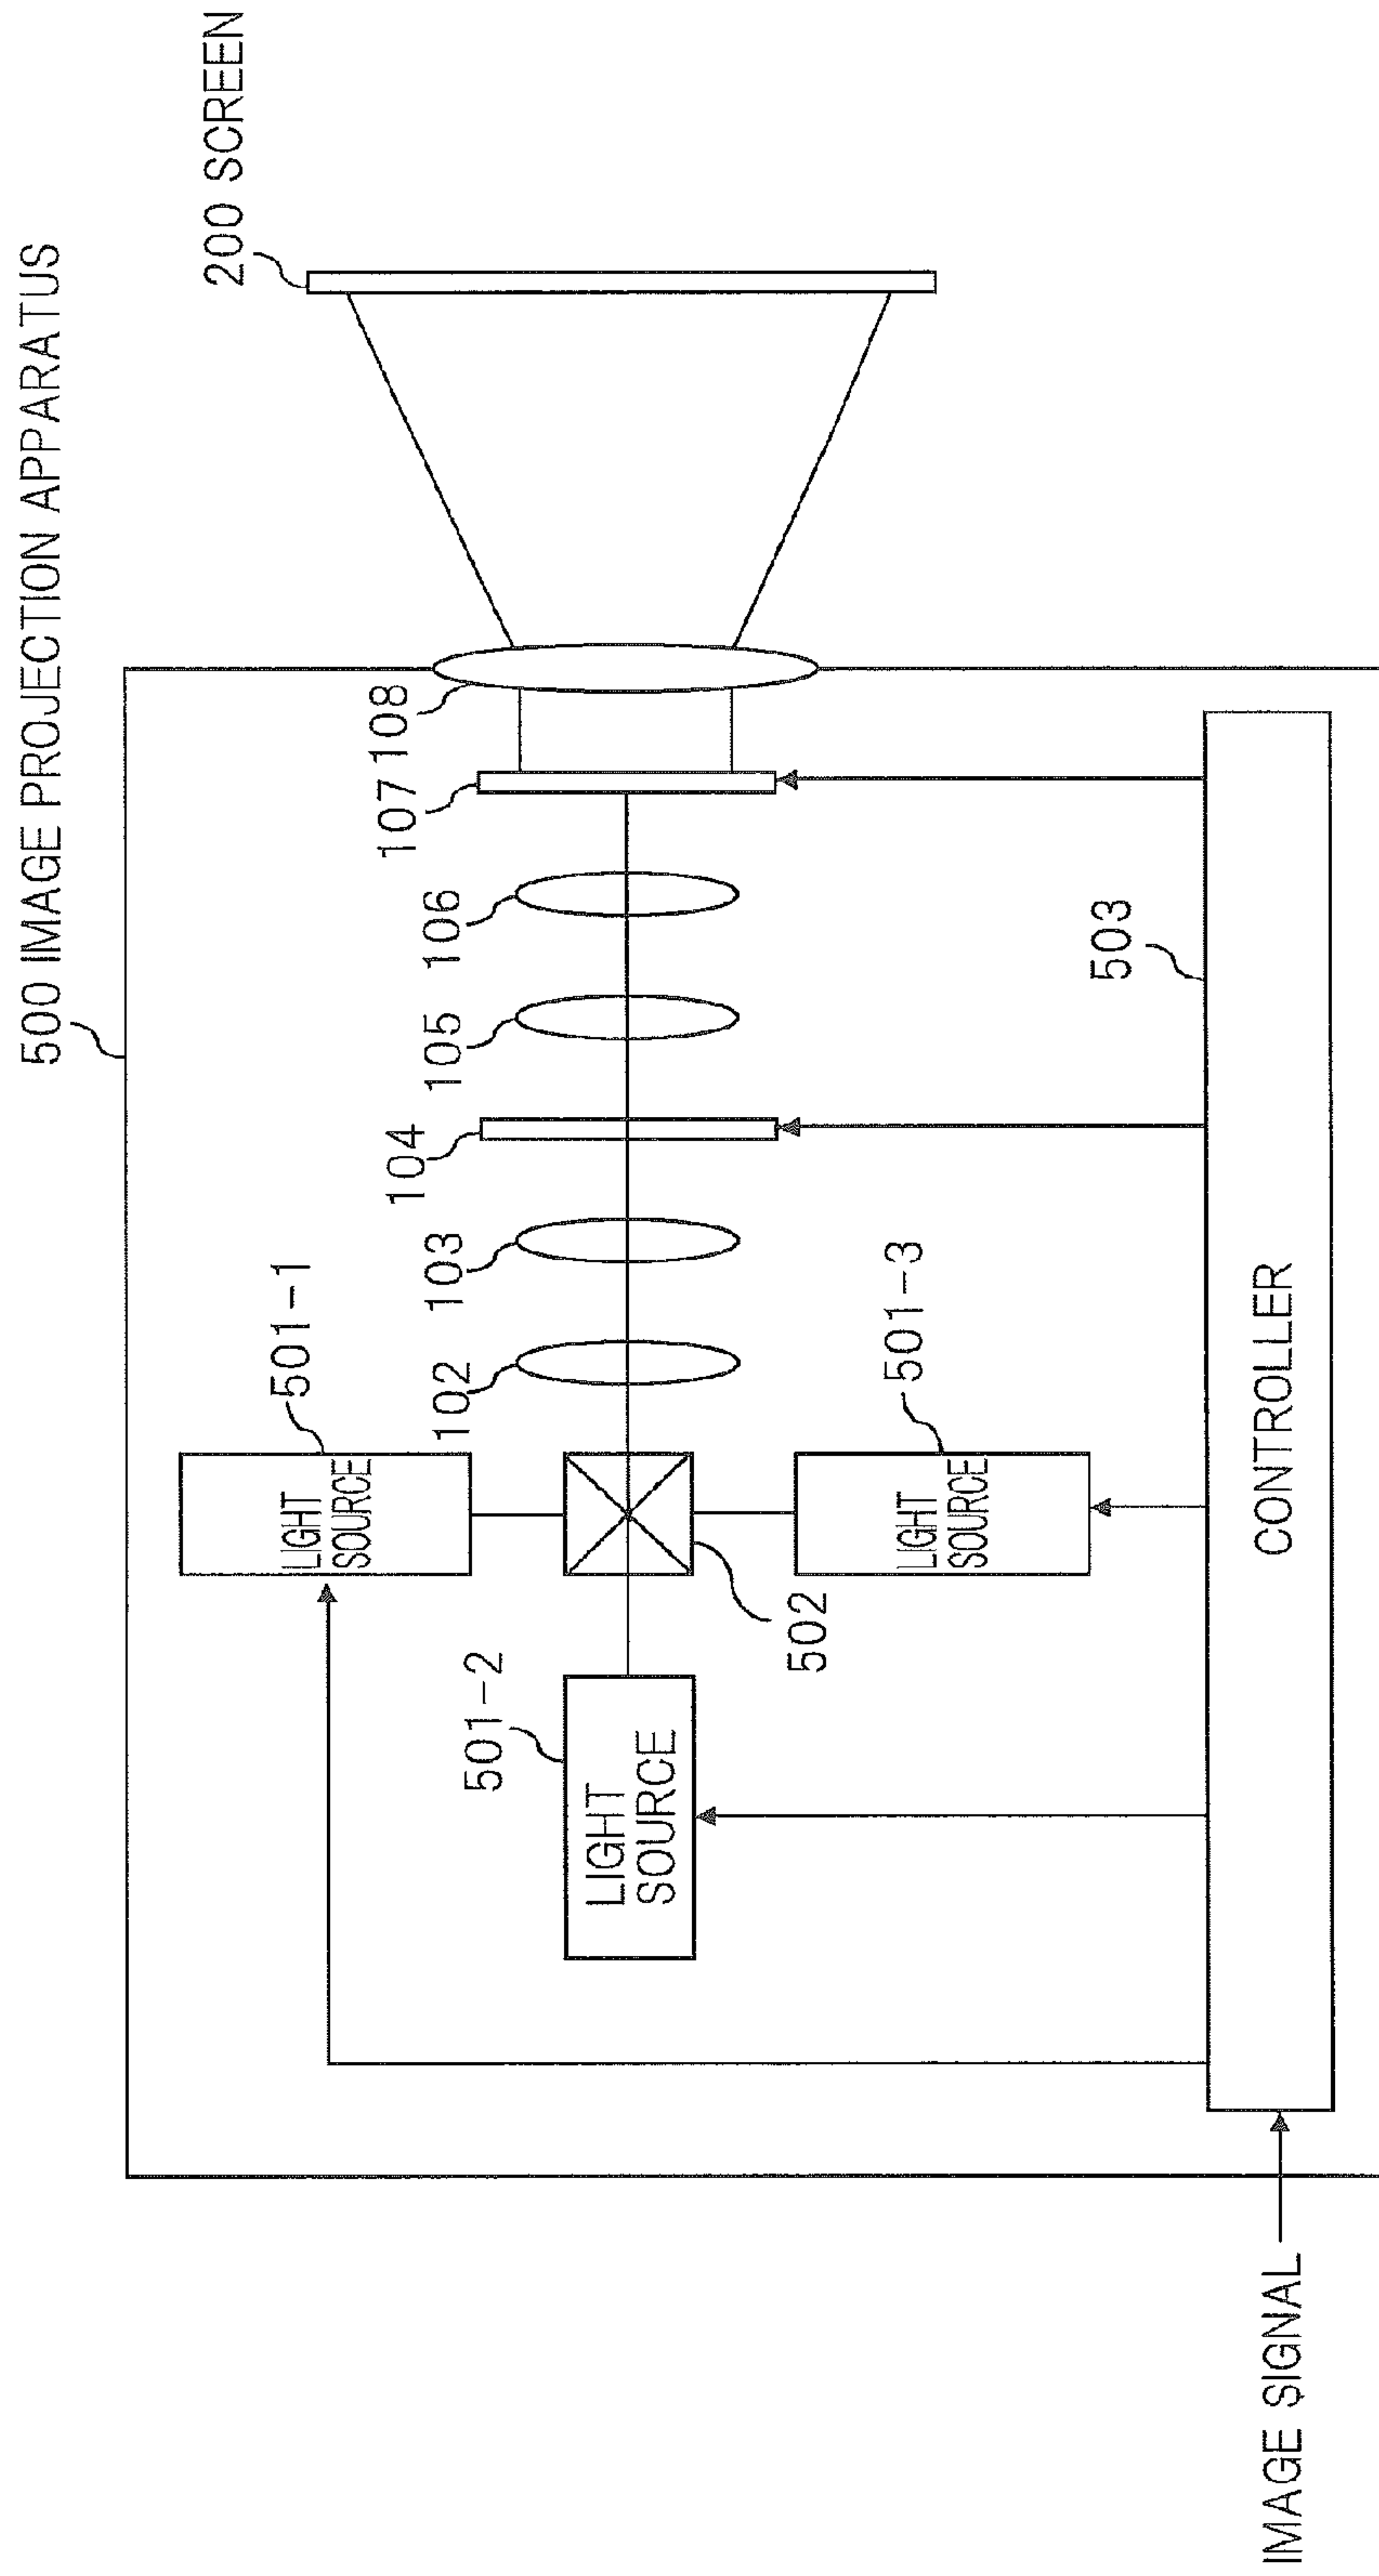 500 IMAGE PROJECTION APPARATUS
200 SCREEN
501-1
LIGHT
SOURCE
501-2
LIGHT
SOURCE
502
501-3
LIGHT
SOURCE
102
103
104
105
106
107
108
503
CONTROLLER
IMAGE SIGNAL